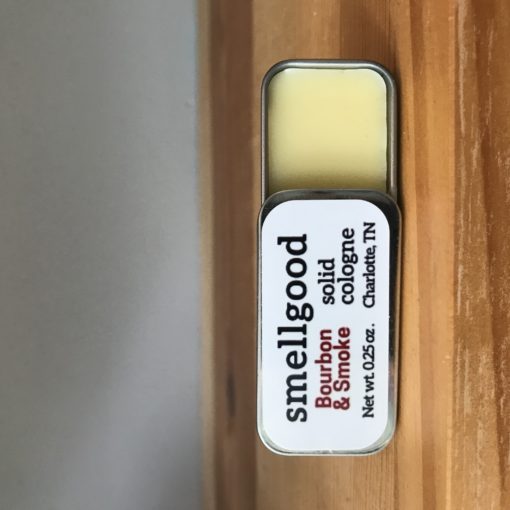 smellgood
Bourbon
& Smoke
solid
cologne
Net wt. 0.25 oz. Charlotte, TN